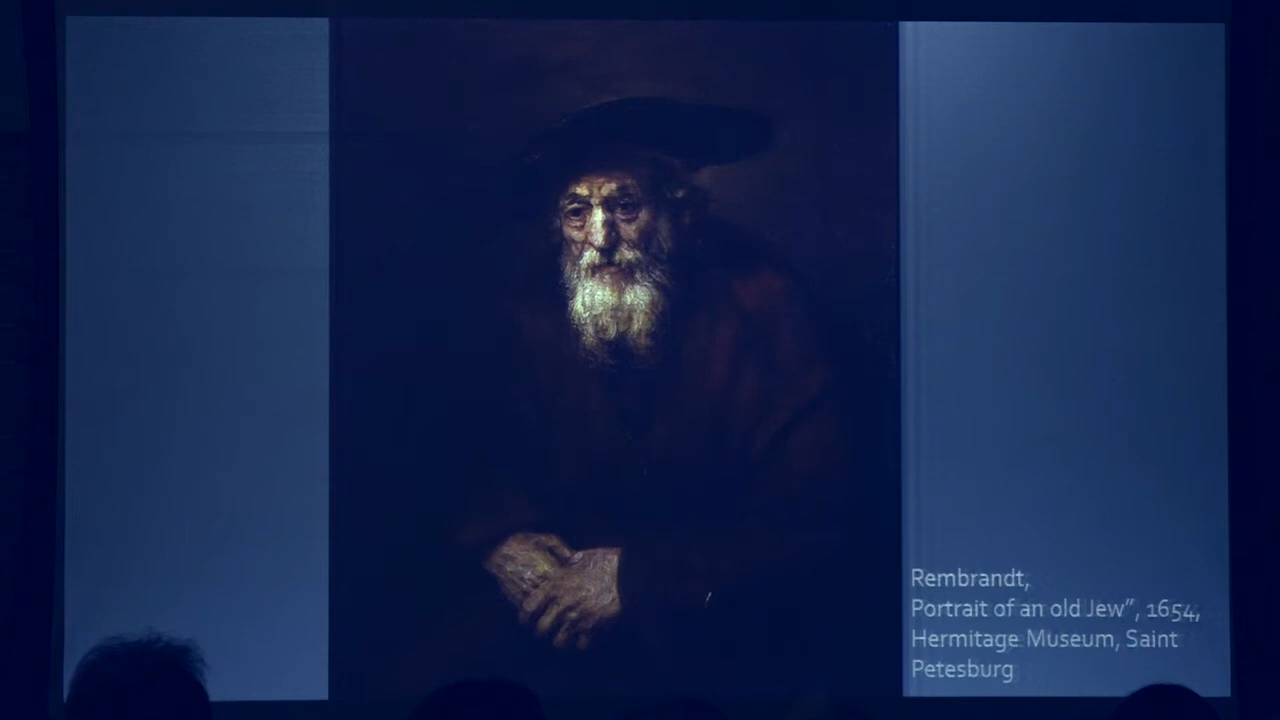 Rembrandt,
Portrait of an old Jew”, 1654,
Hermitage Museum, Saint
Petesburg